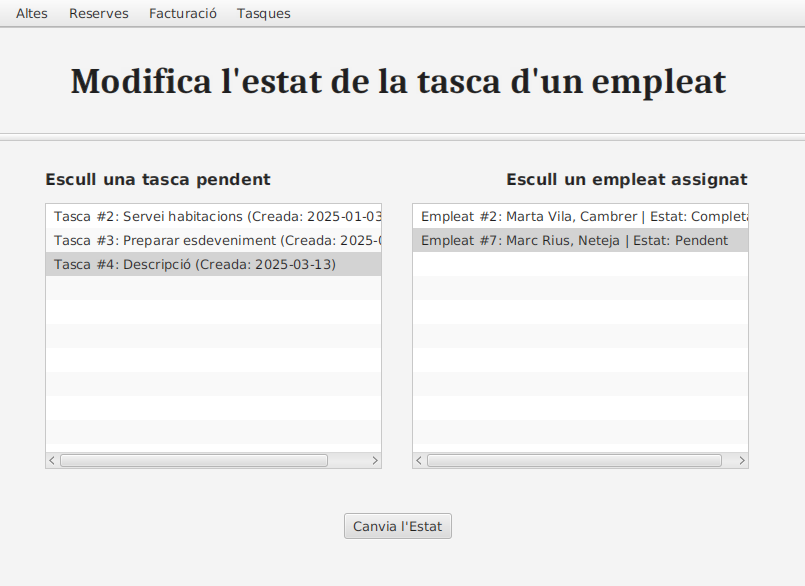 Altes Reserves Facturació Tasques
Modifica l'estat de la tasca d'un empleat
Escull una tasca pendent
Tasca #2: Servei habitacions (Creada: 2025-01-03
Tasca #3: Preparar esdeveniment (Creada: 2025-0
Tasca #4: Descripció (Creada: 2025-03-13)
Escull un empleat assignat
Empleat #2: Marta Vila, Cambrer | Estat: Complet
Empleat #7: Marc Rius, Neteja | Estat: Pendent
Canvia l'Estat